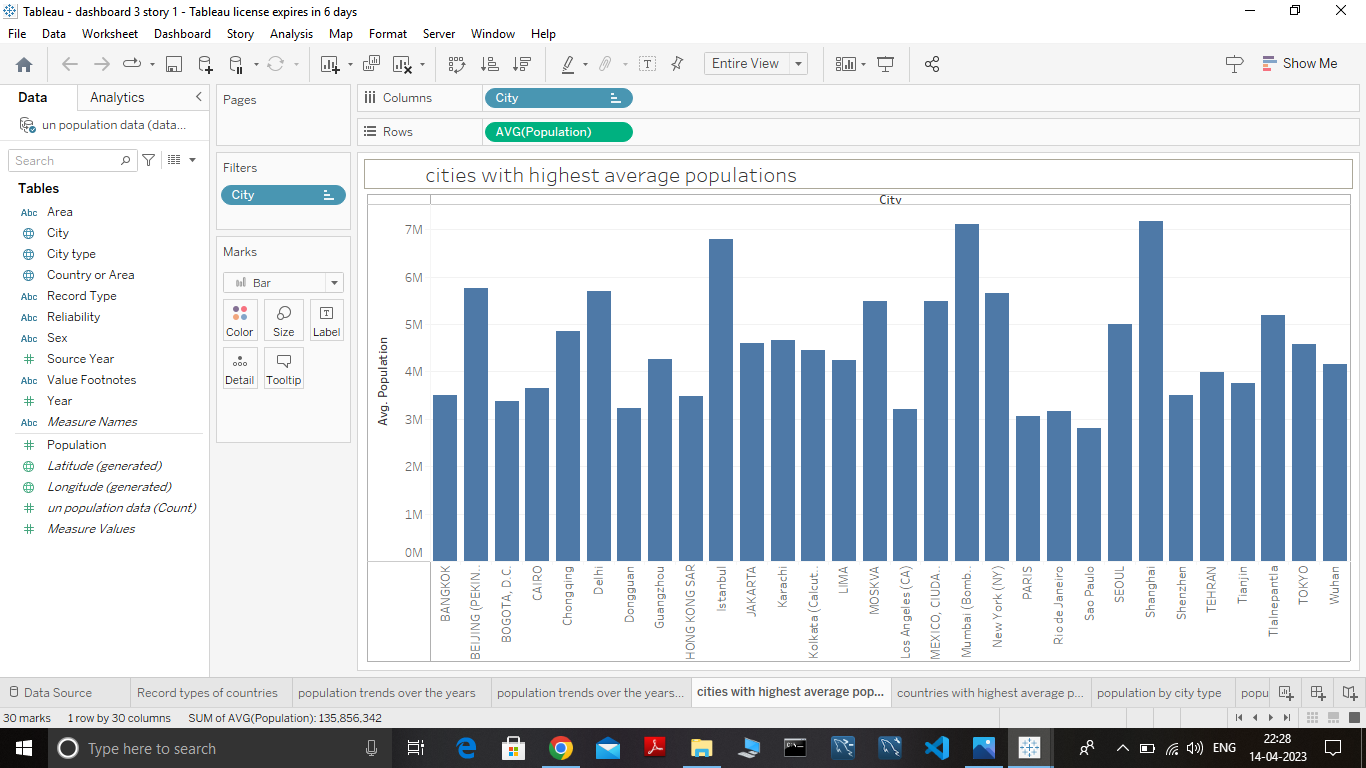 Tableau - dashboard 3 story 1 - Tableau license expires in 6 days
File Data Worksheet Dashboard Story Analysis Map Format Server Window Help
Entire View
Show Me
Data Analytics
un population data (data...
Search
Tables
Abc Area
City
City type
Country or Area
Abc Record Type
Abc Reliability
Abc Sex
Source Year
Abc Value Footnotes
Year
Abc Measure Names
Population
Latitude (generated)
Longitude (generated)
un population data (Count)
Measure Values
Pages
Filters
City
Marks
Bar
Color Size Label
Detail Tooltip
Columns City
Rows AVG(Population)
cities with highest average populations
City
Avg. Population
7M
6M
5M
4M
3M
2M
1M
0M
BANGKOK
BEIJING (PEKIN..
BOGOTA, D.C.
CAIRO
Chongqing
Delhi
Dongguan
Guangzhou
HONG KONG SAR
Istanbul
JAKARTA
Karachi
Kolkata (Calcut..
LIMA
MOSKVA
Los Angeles (CA)
MEXICO, CIUDA..
Mumbai (Bomb..
New York (NY)
PARIS
Rio de Janeiro
Sao Paulo
SEOUL
Shanghai
Shenzhen
TEHRAN
Tianjin
Tlalnepantla
TOKYO
Wuhan
Data Source Record types of countries population trends over the years population trends over the years... cities with highest average pop... countries with highest average p... population by city type popu
30 marks 1 row by 30 columns SUM of AVG(Population): 135,856,342
Type here to search
ENG
22:28
14-04-2023